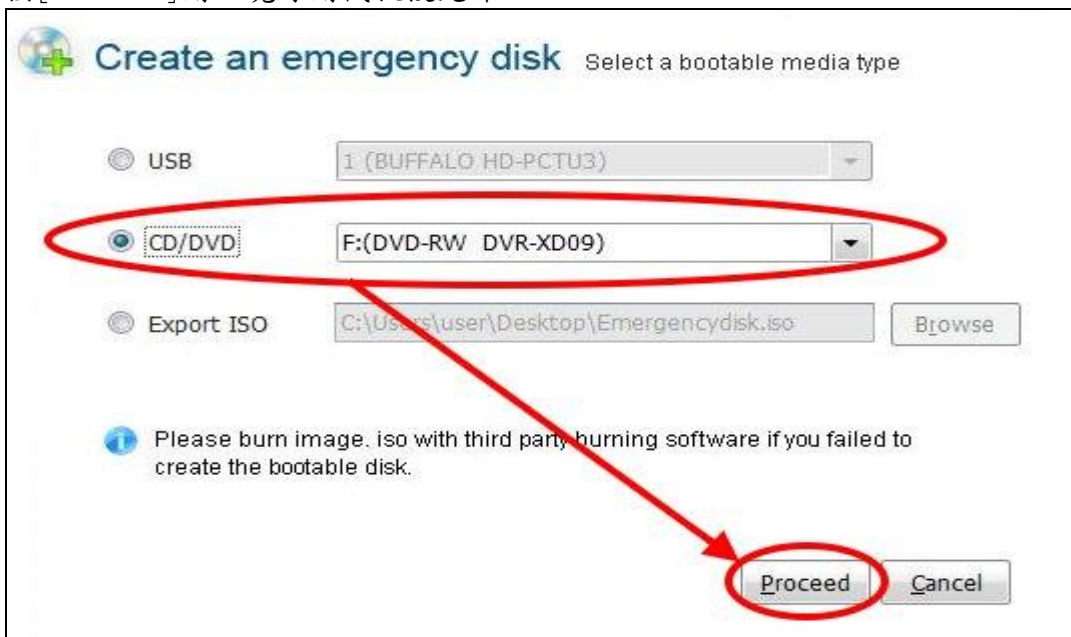 Create an emergency disk Select a bootable media type
USB 1 (BUFFALO HD-PCTU3)
CD/DVD F:(DVD-RW DVR-XD09)
Export ISO C:\Users\user\Desktop\Emergencydisk.iso Browse
Please burn image. iso with third party burning software if you failed to
create the bootable disk.
Proceed Cancel